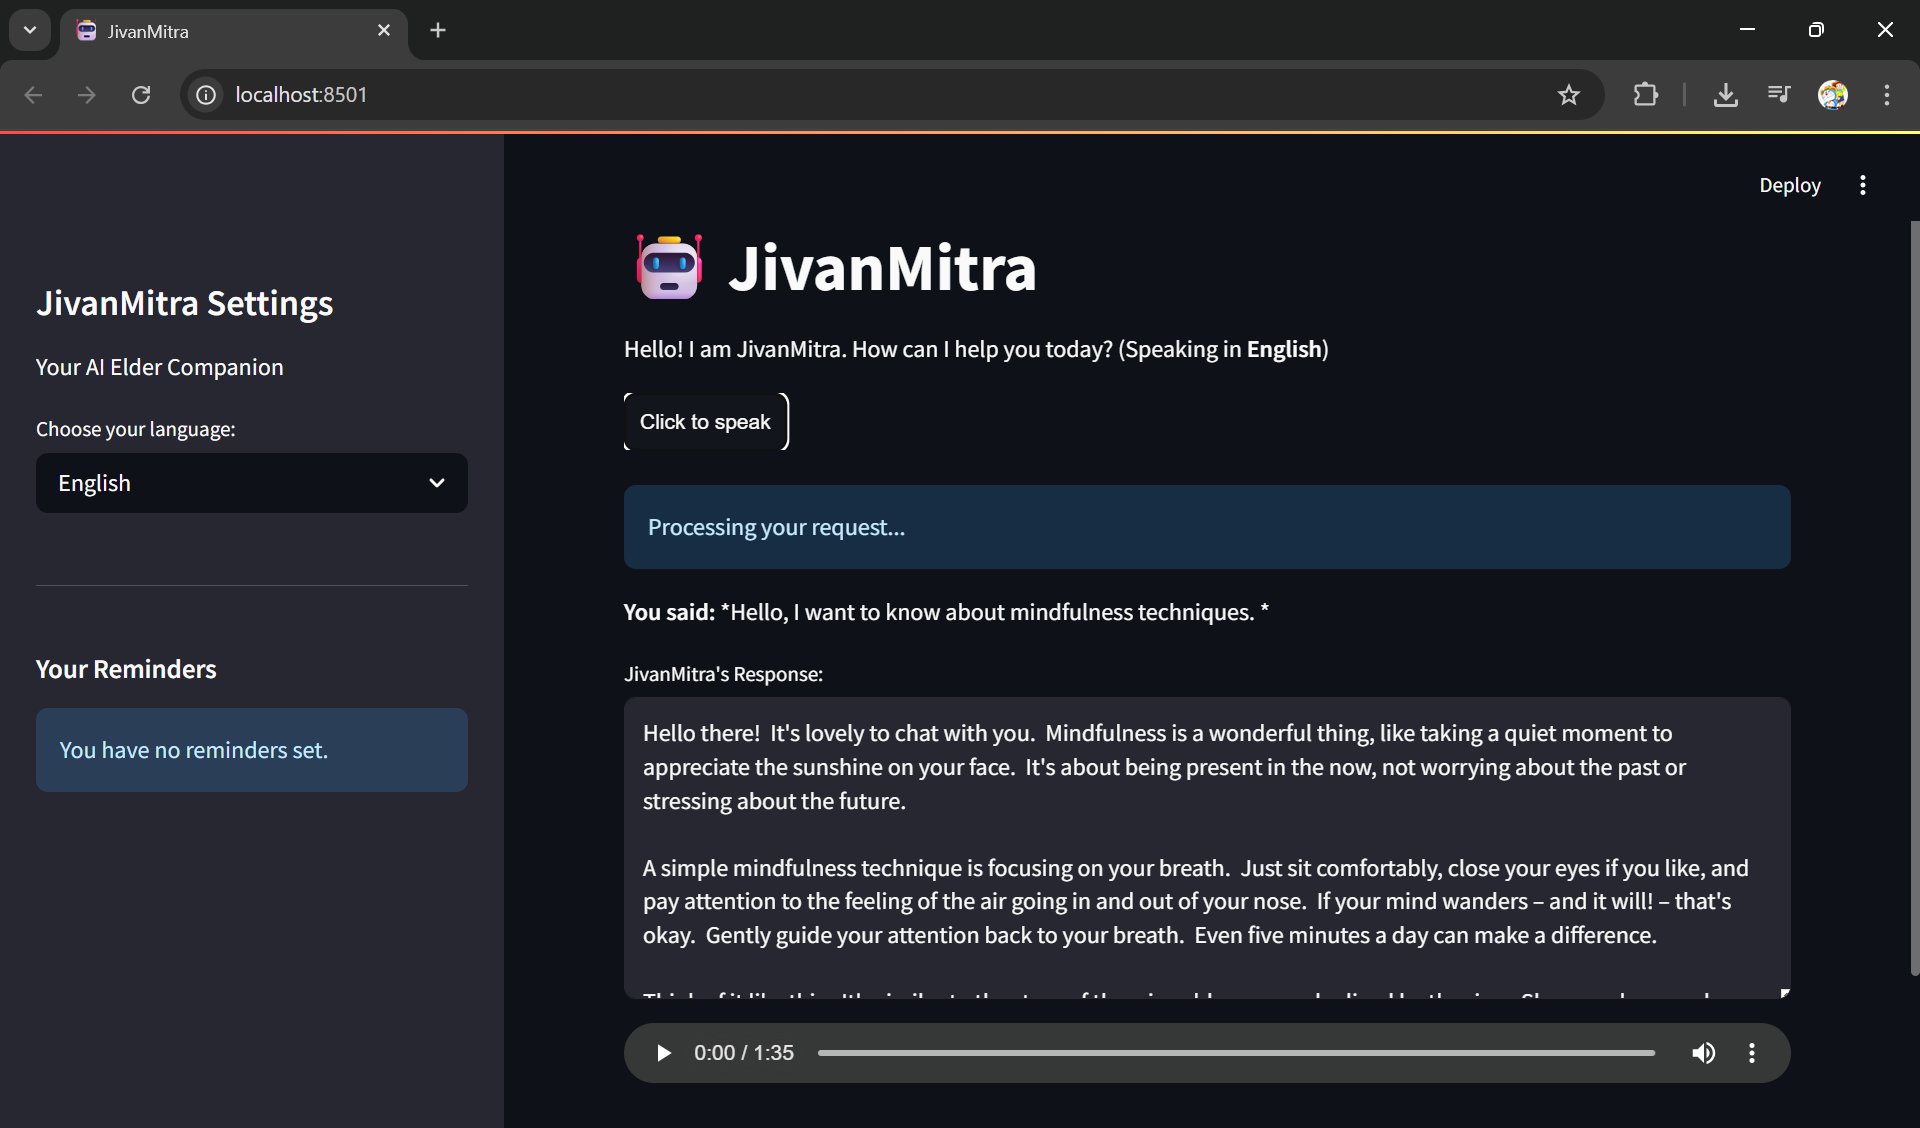 JivanMitra
localhost:8501
Deploy
JivanMitra Settings
Your AI Elder Companion
Choose your language:
English
Your Reminders
You have no reminders set.
JivanMitra
Hello! I am JivanMitra. How can I help you today? (Speaking in English)
Click to speak
Processing your request...
You said: *Hello, I want to know about mindfulness techniques. *
JivanMitra's Response:
Hello there!  It's lovely to chat with you.  Mindfulness is a wonderful thing, like taking a quiet moment to
appreciate the sunshine on your face.  It's about being present in the now, not worrying about the past or
stressing about the future.
A simple mindfulness technique is focusing on your breath.  Just sit comfortably, close your eyes if you like, and
pay attention to the feeling of the air going in and out of your nose.  If your mind wanders – and it will! – that's
okay.  Gently guide your attention back to your breath.  Even five minutes a day can make a difference.
0:00 / 1:35